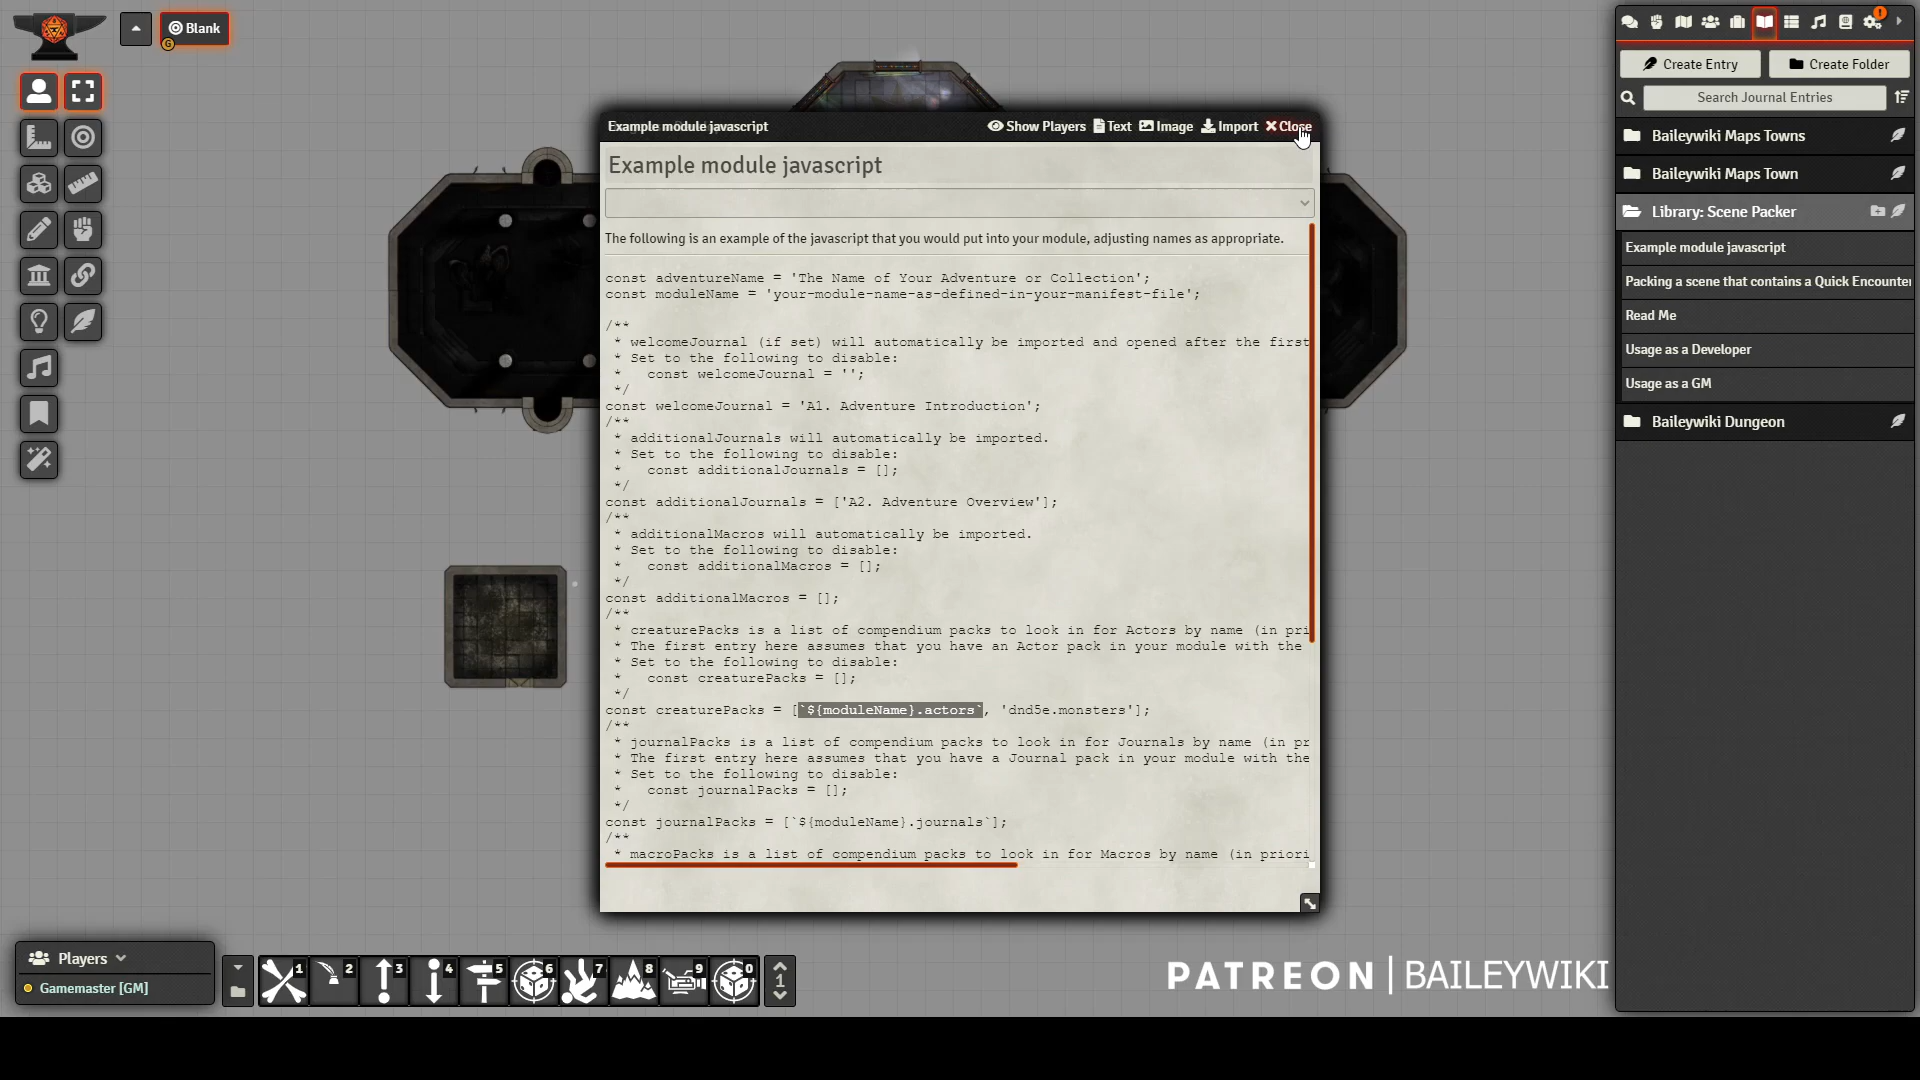 Blank
G
Example module javascript
Show Players
Text
Image
Import
Close
Example module javascript
The following is an example of the javascript that you would put into your module, adjusting names as appropriate.
const adventureName = 'The Name of Your Adventure or Collection';
const moduleName = 'your-module-name-as-defined-in-your-manifest-file';
/**
* welcomeJournal (if set) will automatically be imported and opened after the first
* Set to the following to disable:
*   const welcomeJournal = '';
*/
const welcomeJournal = 'A1. Adventure Introduction';
/**
* additionalJournals will automatically be imported.
* Set to the following to disable:
*   const additionalJournals = [];
*/
const additionalJournals = ['A2. Adventure Overview'];
/**
* additionalMacros will automatically be imported.
* Set to the following to disable:
*   const additionalMacros = [];
*/
const additionalMacros = [];
/**
* creaturePacks is a list of compendium packs to look in for Actors by name (in pri
* The first entry here assumes that you have an Actor pack in your module with the
* Set to the following to disable:
*   const creaturePacks = [];
*/
const creaturePacks = [`${moduleName}.actors`, 'dnd5e.monsters'];
/**
* journalPacks is a list of compendium packs to look in for Journals by name (in pr
* The first entry here assumes that you have a Journal pack in your module with the
* Set to the following to disable:
*   const journalPacks = [];
*/
const journalPacks = [`${moduleName}.journals`];
/**
* macroPacks is a list of compendium packs to look in for Macros by name (in priori
Create Entry
Create Folder
Search Journal Entries
Baileywiki Maps Towns
Baileywiki Maps Town
Library: Scene Packer
Example module javascript
Packing a scene that contains a Quick Encounter
Read Me
Usage as a Developer
Usage as a GM
Baileywiki Dungeon
Players
Gamemaster [GM]
1
2
3
4
5
6
7
8
9
0
1
PATREON | BAILEYWIKI